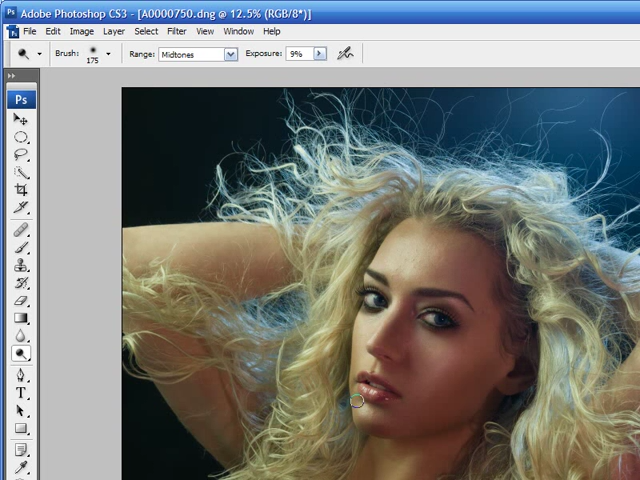 Ps Adobe Photoshop CS3 - [A0000750.dng @ 12.5% (RGB/8*)]
Ps File Edit Image Layer Select Filter View Window Help
Brush: 175 Range: Midtones Exposure: 9%
Ps
T